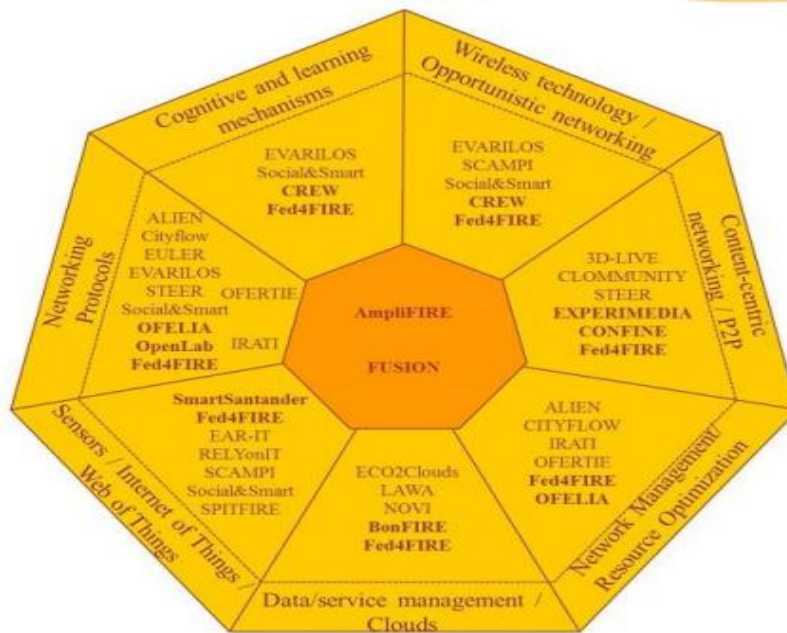 Cognitive and learning
mechanisms
EVARILOS
Social&Smart
CREW
Fed4FIRE
Wireless technology /
Opportunistic networking
EVARILOS
SCAMPI
Social&Smart
CREW
Fed4FIRE
Content-centric
networking / P2P
3D-LIVE
CLOMMUNITY
STEER
EXPERIMEDIA
CONFINE
Fed4FIRE
Network Management/
Resource Optimization
ALIEN
CITYFLOW
IRATI
OFERTIE
Fed4FIRE
OFELIA
Data/service management /
Clouds
ECO2Clouds
LAWA
NOVI
BonFIRE
Fed4FIRE
Sensors / Internet of Things /
Web of Things
SmartSantander
Fed4FIRE
EAR-IT
RELYonIT
SCAMPI
Social&Smart
SPITFIRE
Networking
Protocols
ALIEN
Cityflow
EULER
EVARILOS
STEER
OFERTIE
Social&Smart
OFELIA
OpenLab
IRATI
Fed4FIRE
AmpliFIRE
FUSION